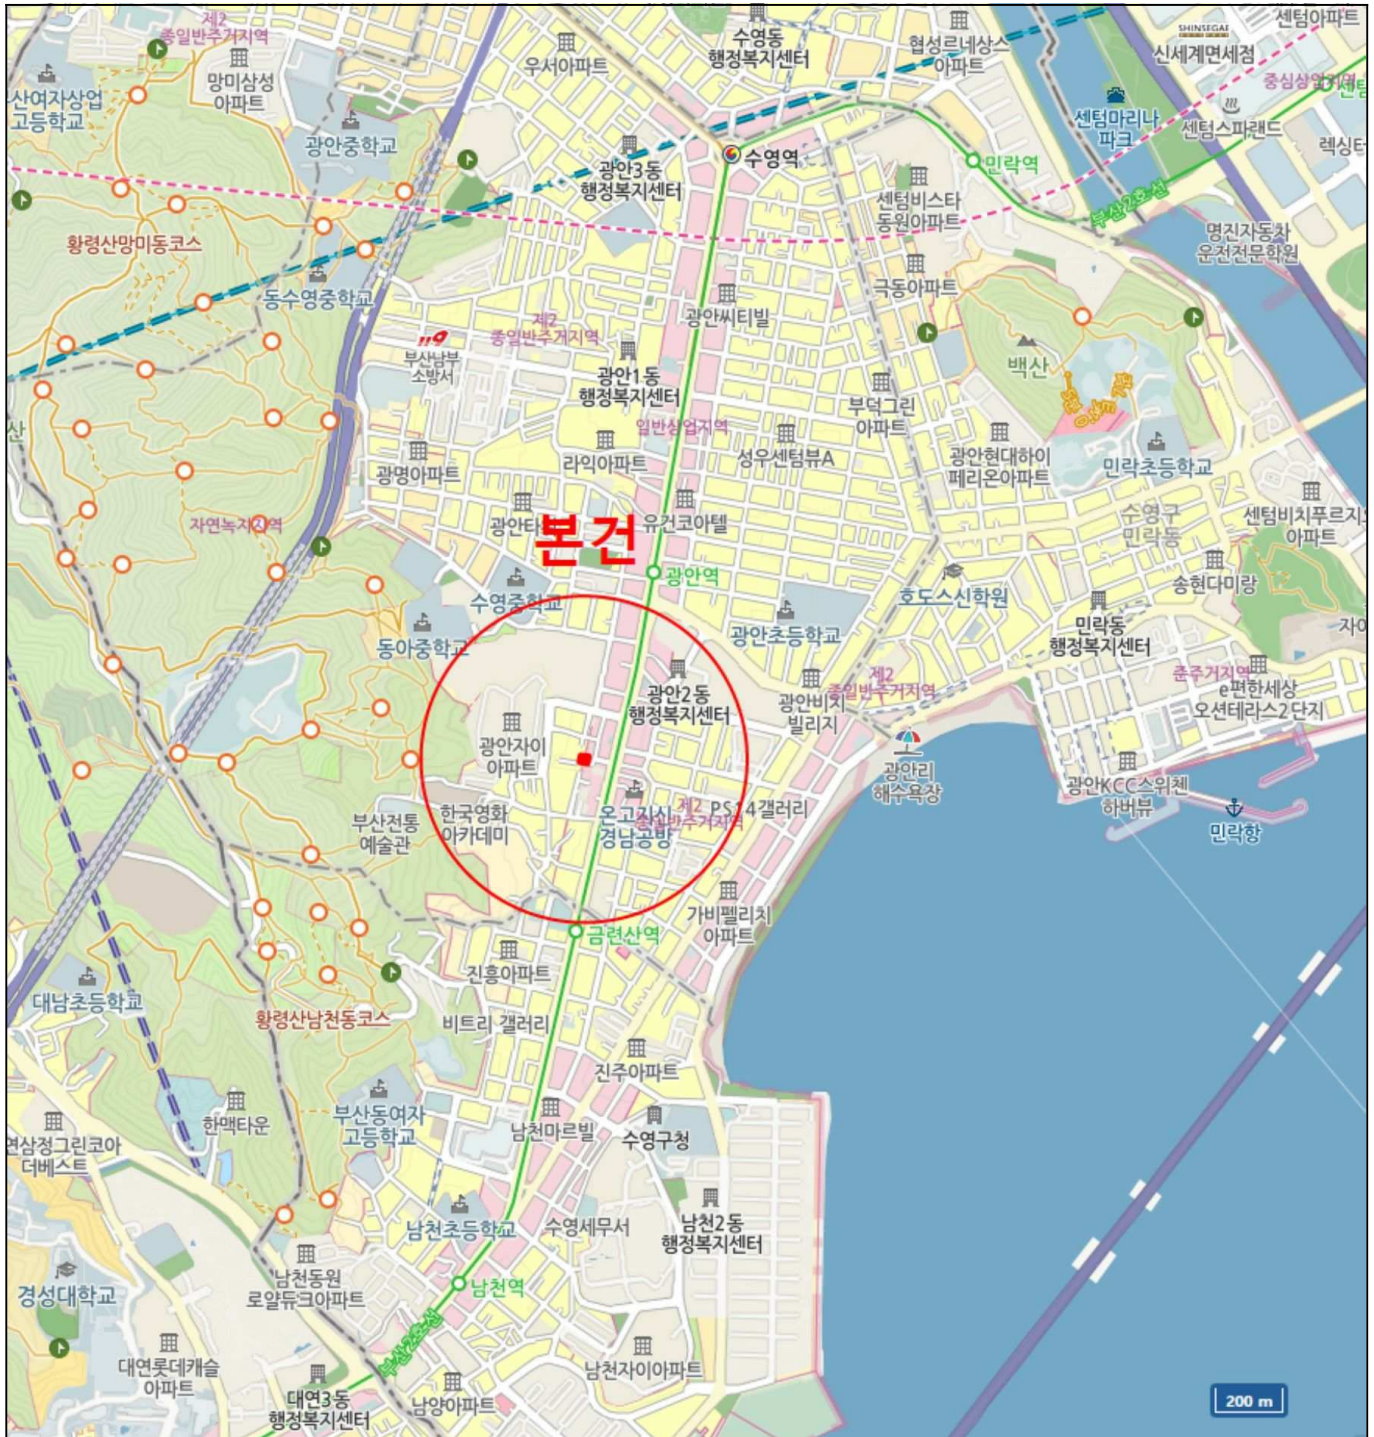 제2
종일반주거지역
망미삼성
아파트
산여자상업
고등학교
광안중학교
우서아파트
수영동
행정복지센터
협성르네상스
아파트
SHINSEGAE
신세계면세점
센텀아파트
중심상업지역
센텀
센텀마리나
파크
센텀스파랜드
렉싱턴
수영역
민락역
광안3동
행정복지센터
센텀비스타
동원아파트
부산2호선
명진자동차
운전전문학원
황령산망미동코스
동수영중학교
극동아파트
광안씨티빌
제2
종일반주거지역
119
부산남부
소방서
광안1동
행정복지센터
백산
부덕그린
아파트
산
일반상업지역
광명아파트
라익아파트
성우센텀뷰A
광안현대하이
페리온아파트
민락초등학교
자연녹지지역
광안타
본건
유건코아텔
수영구
민락동
센텀비치푸르지오
아파트
광안역
송현다미랑
수영중학교
호도스신학원
동아중학교
광안초등학교
민락동
행정복지센터
자이
광안2동
행정복지센터
제2
종일반주거지역
광안비치
빌리지
준주거지역
e편한세상
오션테라스2단지
광안자이
아파트
광안리
해수욕장
광안KCC스위첸
하버뷰
민락항
부산전통
예술관
한국영화
아카데미
온고지신
경남공방
제2
종일반주거지역
PS14갤러리
가비펠리치
아파트
금련산역
진흥아파트
대남초등학교
황령산남천동코스
비트리 갤러리
진주아파트
한맥타운
부산동여자
고등학교
남천마르빌
수영구청
연삼정그린코아
더베스트
남천초등학교
수영세무서
남천2동
행정복지센터
경성대학교
남천동원
로얄듀크아파트
남천역
부산2호선
대연롯데캐슬
아파트
대연3동
행정복지센터
남양아파트
남천자이아파트
200 m